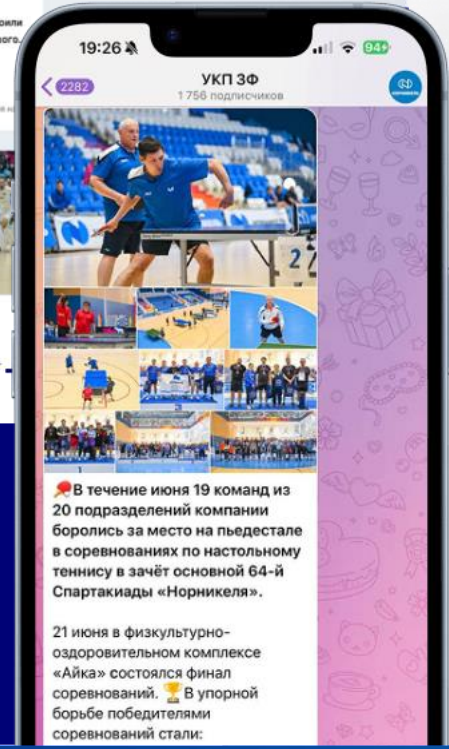 19:26
94
2282
УКП ЗФ
1 756 подписчиков
НОРНИКЕЛЬ
2
В течение июня 19 команд из
20 подразделений компании
боролись за место на пьедестале
в соревнованиях по настольному
теннису в зачёт основной 64-й
Спартакиады «Норникеля».
21 июня в физкультурно-
оздоровительном комплексе
«Айка» состоялся финал
соревнований. В упорной
борьбе победителями
соревнований стали: